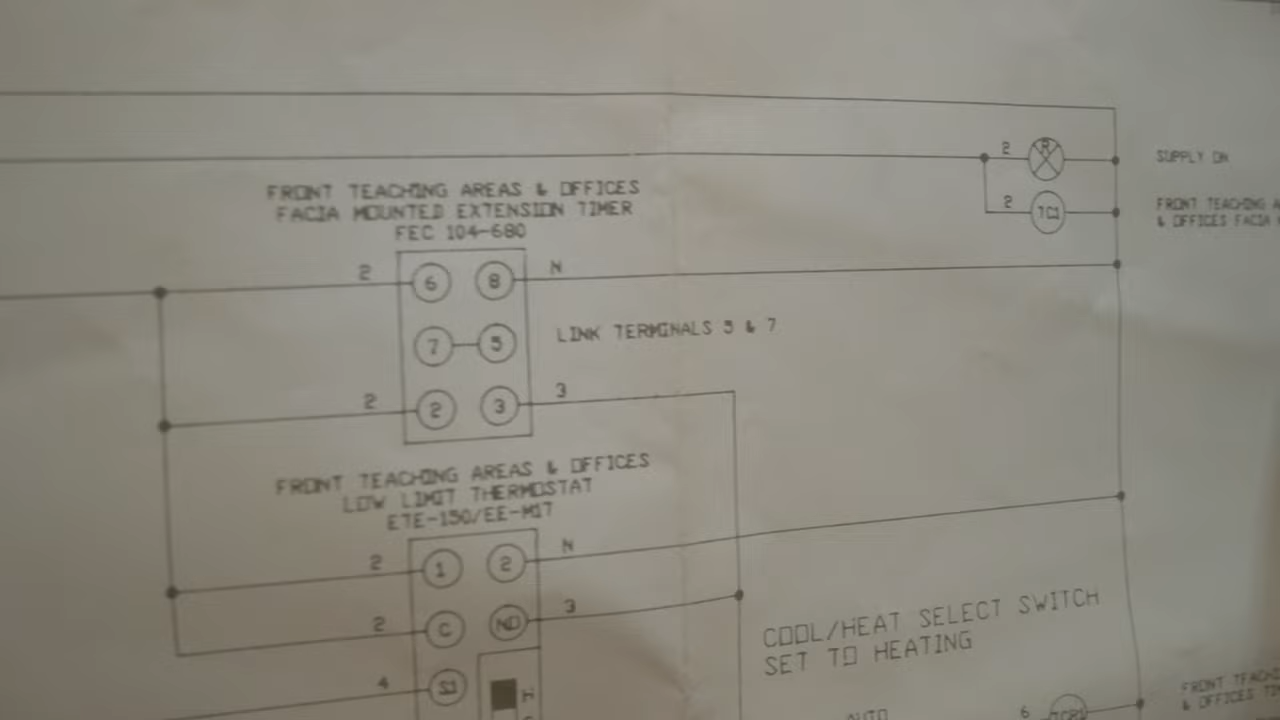 2
R
SUPPLY ON
2
TC1
FRONT TEACHING
& OFFICES FACIA
FRONT TEACHING AREAS & OFFICES
FACIA MOUNTED EXTENSION TIMER
FEC 104-680
2
6
8
N
7
5
LINK TERMINALS 5 & 7
2
2
3
3
FRONT TEACHING AREAS & OFFICES
LOW LIMIT THERMOSTAT
ETE-150/EE-M17
2
1
2
N
2
C
NO
3
4
S1
H
COOL/HEAT SELECT SWITCH
SET TO HEATING
AUTO
6
FRONT
& OFFICES